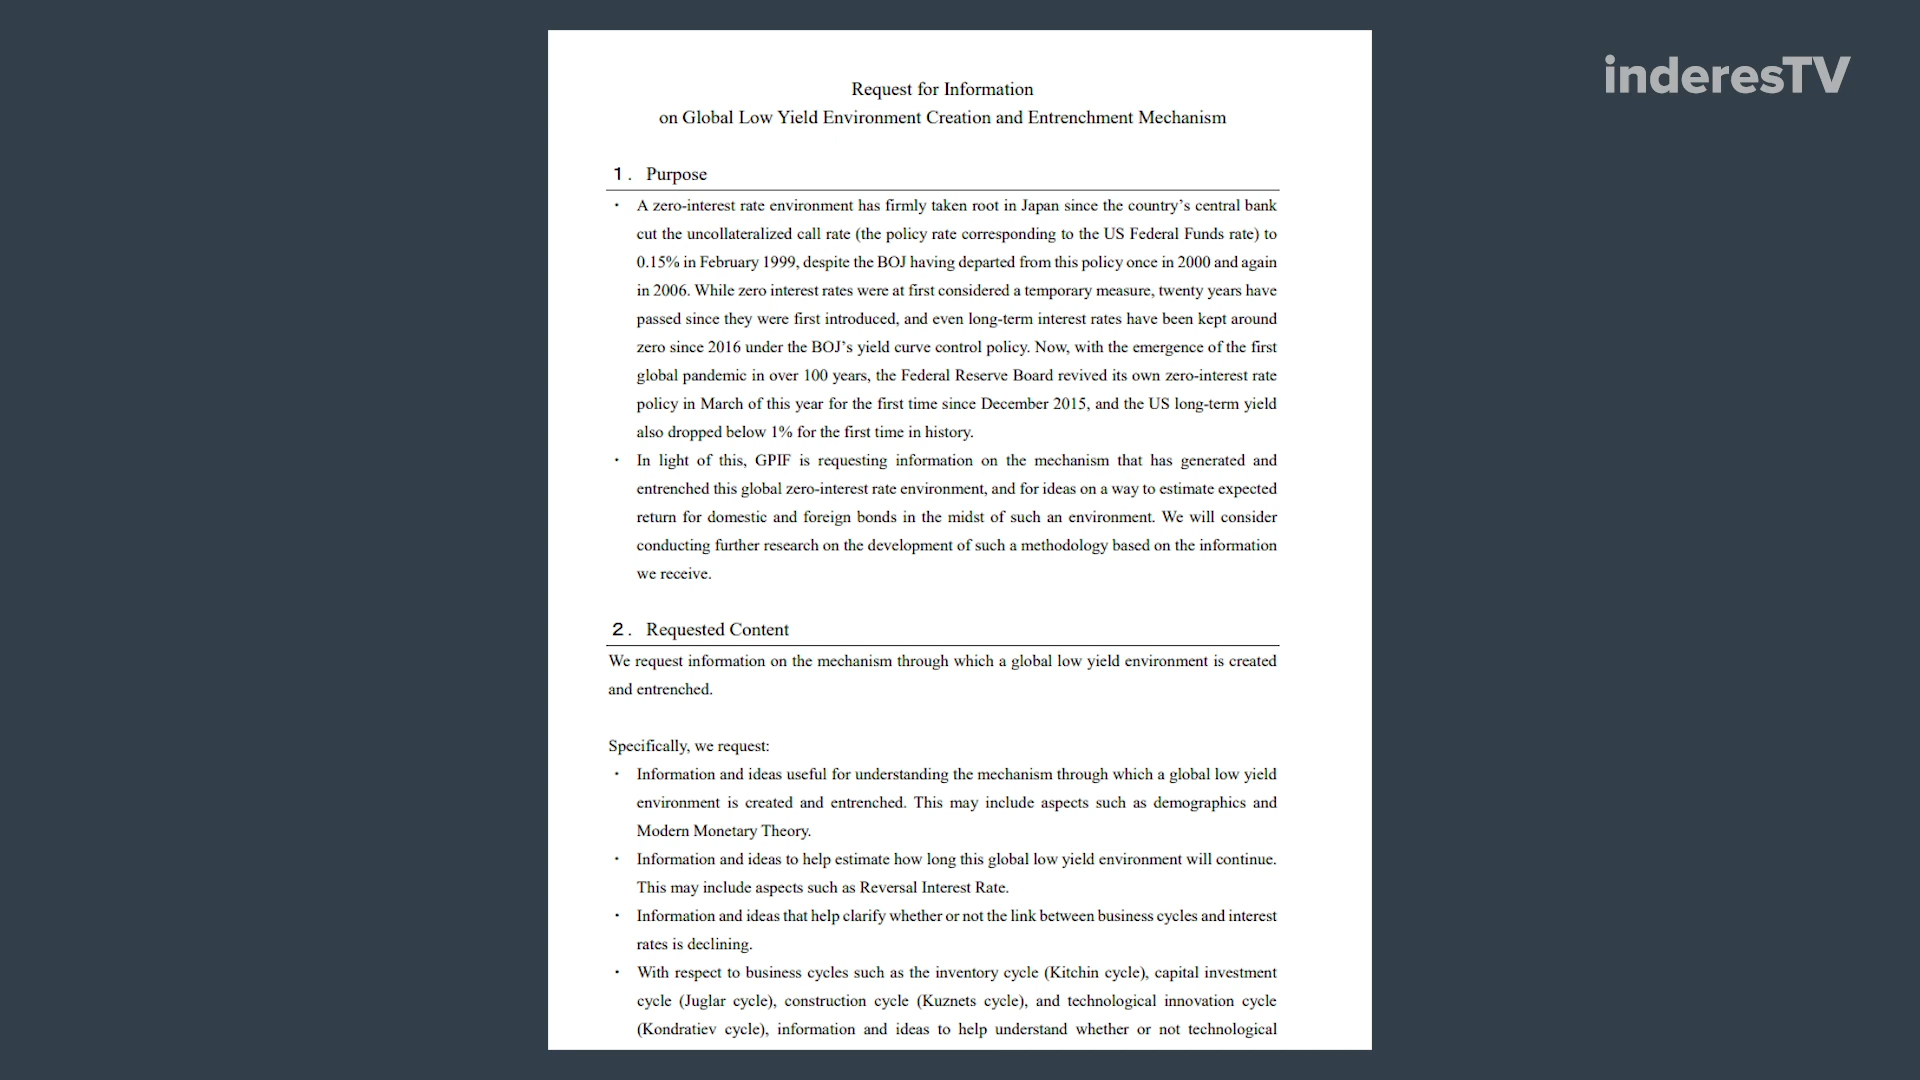 inderesTV
Request for Information
on Global Low Yield Environment Creation and Entrenchment Mechanism
１. Purpose
・ A zero-interest rate environment has firmly taken root in Japan since the country’s central bank
cut the uncollateralized call rate (the policy rate corresponding to the US Federal Funds rate) to
0.15% in February 1999, despite the BOJ having departed from this policy once in 2000 and again
in 2006. While zero interest rates were at first considered a temporary measure, twenty years have
passed since they were first introduced, and even long-term interest rates have been kept around
zero since 2016 under the BOJ’s yield curve control policy. Now, with the emergence of the first
global pandemic in over 100 years, the Federal Reserve Board revived its own zero-interest rate
policy in March of this year for the first time since December 2015, and the US long-term yield
also dropped below 1% for the first time in history.
・ In light of this, GPIF is requesting information on the mechanism that has generated and
entrenched this global zero-interest rate environment, and for ideas on a way to estimate expected
return for domestic and foreign bonds in the midst of such an environment. We will consider
conducting further research on the development of such a methodology based on the information
we receive.
２. Requested Content
We request information on the mechanism through which a global low yield environment is created
and entrenched.
Specifically, we request:
・ Information and ideas useful for understanding the mechanism through which a global low yield
environment is created and entrenched. This may include aspects such as demographics and
Modern Monetary Theory.
・ Information and ideas to help estimate how long this global low yield environment will continue.
This may include aspects such as Reversal Interest Rate.
・ Information and ideas that help clarify whether or not the link between business cycles and interest
rates is declining.
・ With respect to business cycles such as the inventory cycle (Kitchin cycle), capital investment
cycle (Juglar cycle), construction cycle (Kuznets cycle), and technological innovation cycle
(Kondratiev cycle), information and ideas to help understand whether or not technological